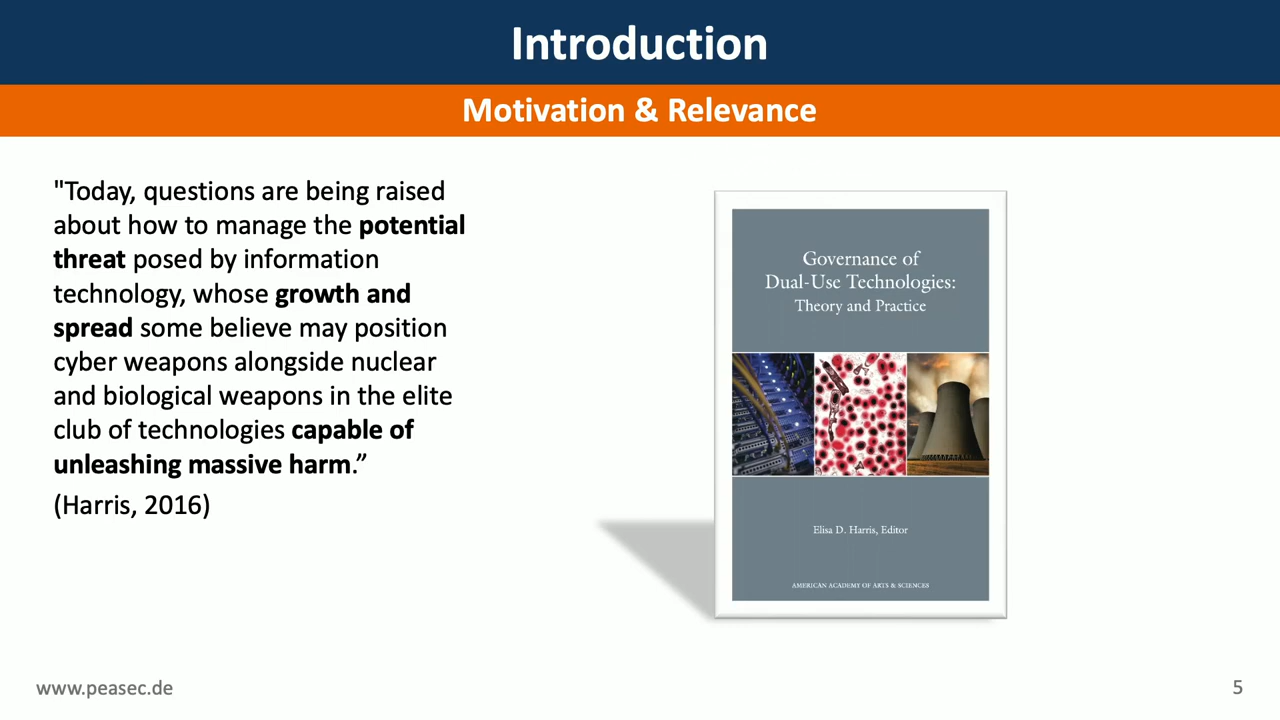 Introduction
Motivation & Relevance
"Today, questions are being raised
about how to manage the potential
threat posed by information
technology, whose growth and
spread some believe may position
cyber weapons alongside nuclear
and biological weapons in the elite
club of technologies capable of
unleashing massive harm.”
(Harris, 2016)
Governance of
Dual-Use Technologies:
Theory and Practice
Elisa D. Harris, Editor
AMERICAN ACADEMY OF ARTS & SCIENCES
www.peasec.de
5